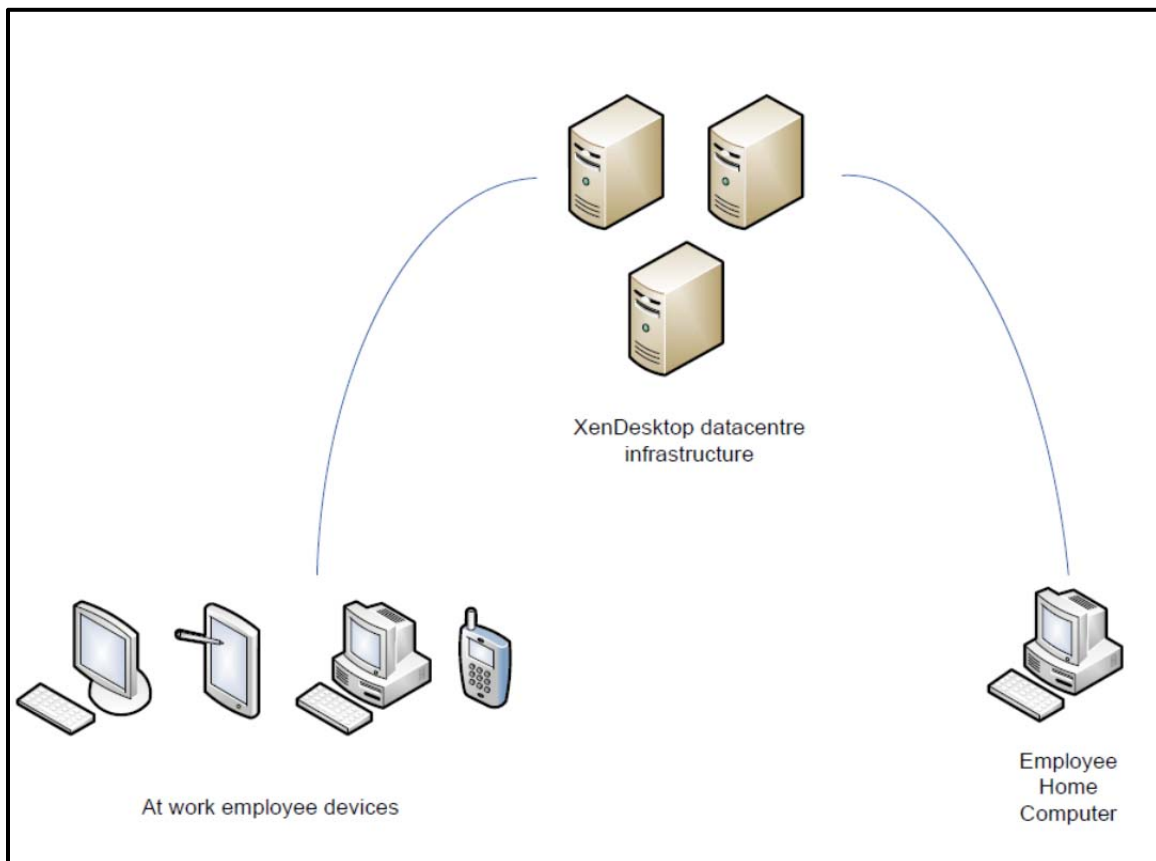 XenDesktop datacentre
infrastructure
At work employee devices
Employee
Home
Computer